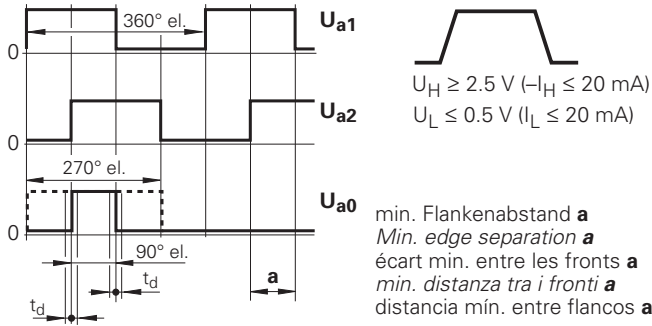 360° el.
U_a1
0
U_H ≥ 2.5 V (–I_H ≤ 20 mA)
U_L ≤ 0.5 V (I_L ≤ 20 mA)
U_a2
0
270° el.
U_a0
0
90° el.
t_d
a
t_d
min. Flankenabstand a
Min. edge separation a
écart min. entre les fronts a
min. distanza tra i fronti a
distancia mín. entre flancos a